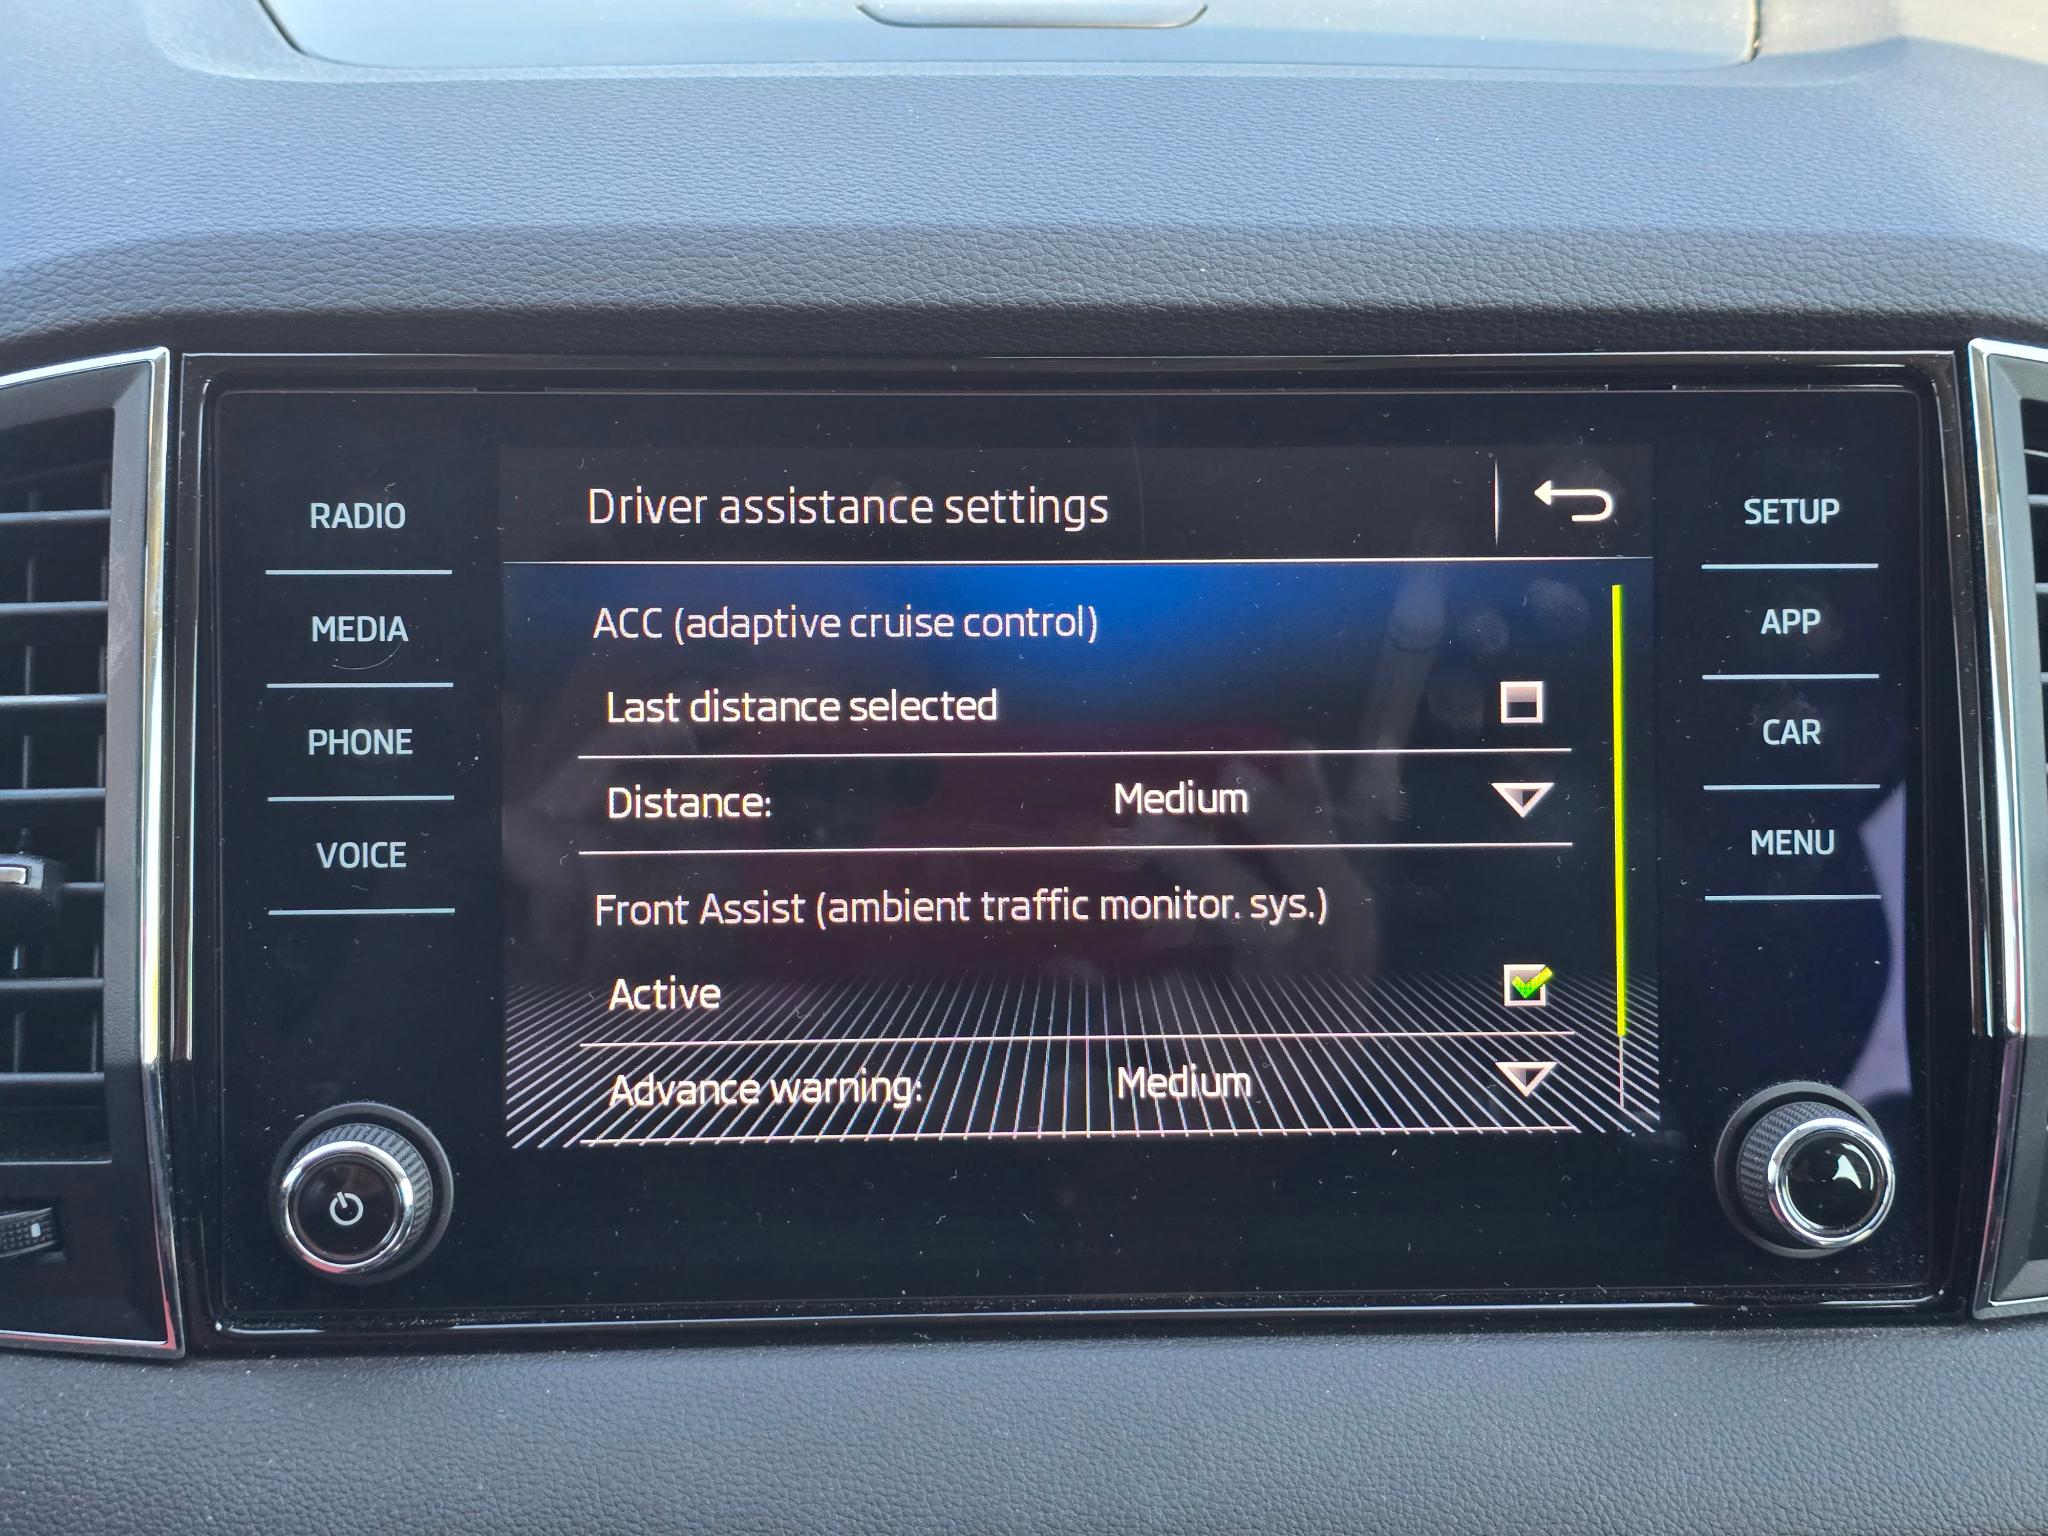 Driver assistance settings
RADIO
MEDIA
PHONE
VOICE
ACC (adaptive cruise control)
Last distance selected
Distance: Medium
Front Assist (ambient traffic monitor. sys.)
Active
Advance warning: Medium
SETUP
APP
CAR
MENU